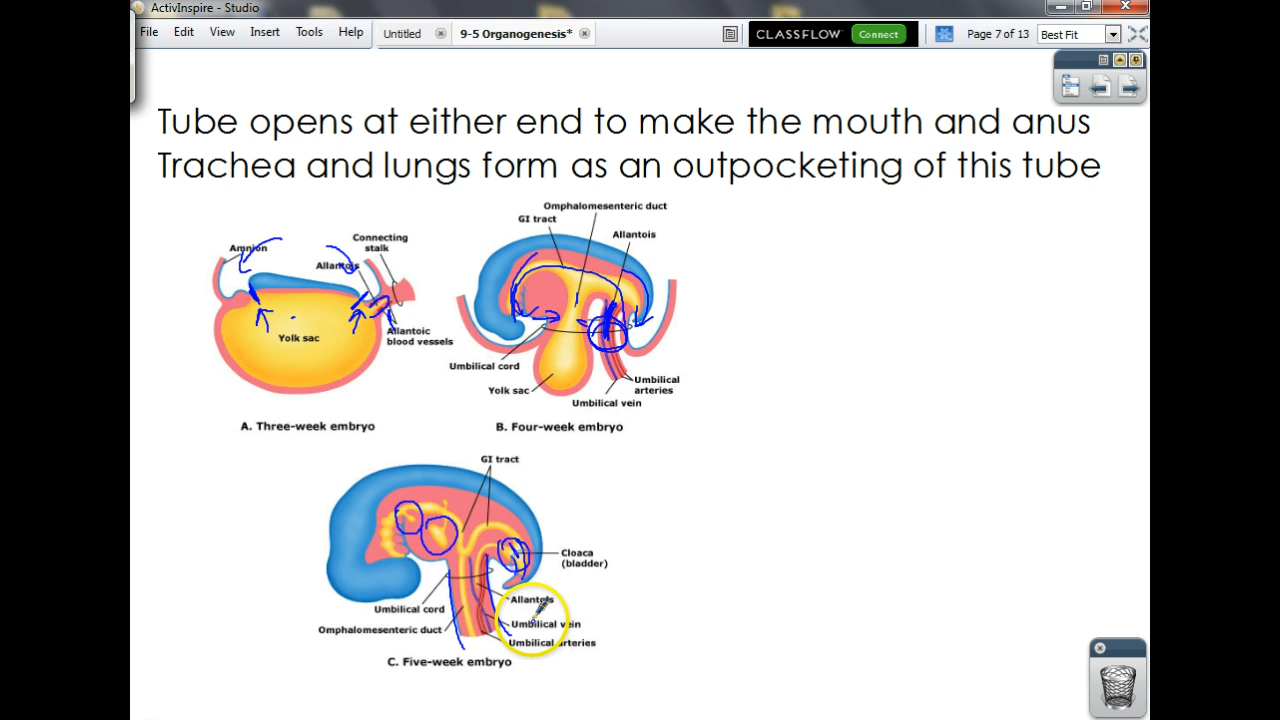 ActivInspire - Studio
File Edit View Insert Tools Help Untitled 9-5 Organogenesis* CLASSFLOW Connect Page 7 of 13 Best Fit
Tube opens at either end to make the mouth and anus
Trachea and lungs form as an outpocketing of this tube
Amnion
Connecting
stalk
Allantois
Yolk sac
Allantoic
blood vessels
A. Three-week embryo
Omphalomesenteric duct
GI tract
Allantois
Umbilical cord
Yolk sac
Umbilical
arteries
Umbilical vein
B. Four-week embryo
GI tract
Cloaca
(bladder)
Allantois
Umbilical cord
Umbilical vein
Omphalomesenteric duct
Umbilical arteries
C. Five-week embryo